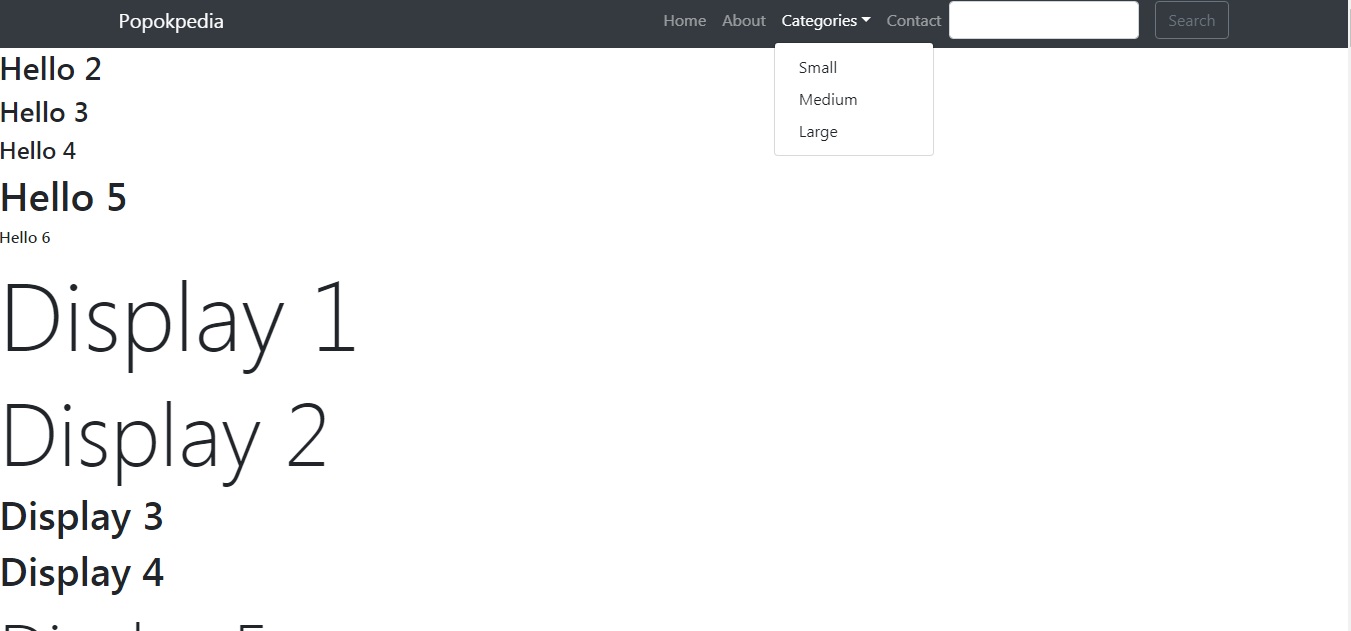 Popokpedia Home About Categories Contact Search
Small
Medium
Large
Hello 2
Hello 3
Hello 4
Hello 5
Hello 6
Display 1
Display 2
Display 3
Display 4